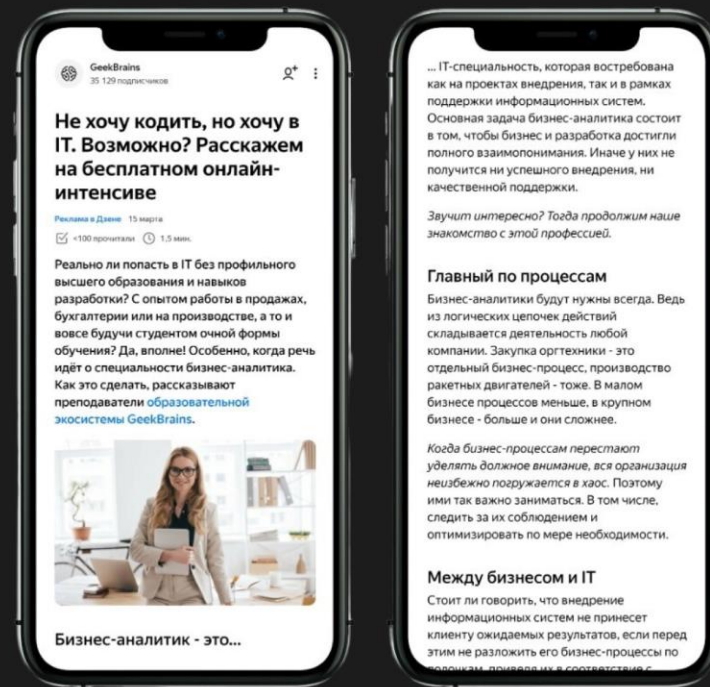 GeekBrains
35 129 подписчиков
Не хочу кодить, но хочу в
IT. Возможно? Расскажем
на бесплатном онлайн-
интенсиве
Реклама в Дзене 15 марта
<100 прочитали 1,5 мин.
Реально ли попасть в IT без профильного
высшего образования и навыков
разработки? С опытом работы в продажах,
бухгалтерии или на производстве, а то и
вовсе будучи студентом очной формы
обучения? Да, вполне! Особенно, когда речь
идёт о специальности бизнес-аналитика.
Как это сделать, рассказывают
преподаватели образовательной
экосистемы GeekBrains.
Бизнес-аналитик - это...
... IT-специальность, которая востребована
как на проектах внедрения, так и в рамках
поддержки информационных систем.
Основная задача бизнес-аналитика состоит
в том, чтобы бизнес и разработка достигли
полного взаимопонимания. Иначе у них не
получится ни успешного внедрения, ни
качественной поддержки.
Звучит интересно? Тогда продолжим наше
знакомство с этой профессией.
Главный по процессам
Бизнес-аналитики будут нужны всегда. Ведь
из логических цепочек действий
складывается деятельность любой
компании. Закупка оргтехники - это
отдельный бизнес-процесс, производство
ракетных двигателей - тоже. В малом
бизнесе процессов меньше, в крупном
бизнесе - больше и они сложнее.
Когда бизнес-процессам перестают
уделять должное внимание, вся организация
неизбежно погружается в хаос. Поэтому
ими так важно заниматься. В том числе,
следить за их соблюдением и
оптимизировать по мере необходимости.
Между бизнесом и IT
Стоит ли говорить, что внедрение
информационных систем не принесет
клиенту ожидаемых результатов, если перед
этим не разложить его бизнес-процессы по
полочкам, приведя их в соответствие с